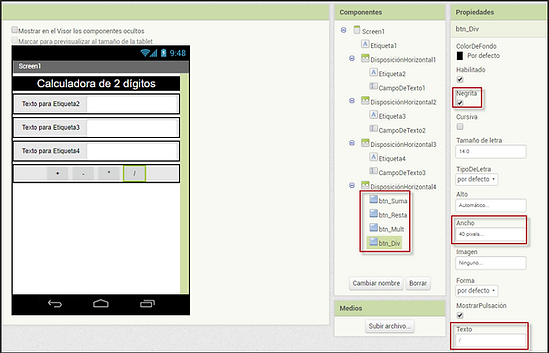 Mostrar en el Visor los componentes ocultos
Marcar para previsualizar al tamaño de la tablet
9:48
Screen1
Calculadora de 2 dígitos
Texto para Etiqueta2
Texto para Etiqueta3
Texto para Etiqueta4
+ - * /
Componentes
Screen1
Etiqueta1
DisposiciónHorizontal1
Etiqueta2
CampoDeTexto1
DisposiciónHorizontal2
Etiqueta3
CampoDeTexto2
DisposiciónHorizontal3
Etiqueta4
CampoDeTexto3
DisposiciónHorizontal4
btn_Suma
btn_Resta
btn_Mult
btn_Div
Cambiar nombre Borrar
Medios
Subir archivo...
Propiedades
btn_Div
ColorDeFondo
Por defecto
Habilitado
Negrita
Cursiva
Tamaño de letra
14.0
TipoDeLetra
por defecto
Alto
Automático...
Ancho
40 pixels...
Imagen
Ninguno...
Forma
por defecto
MostrarPulsación
Texto
/